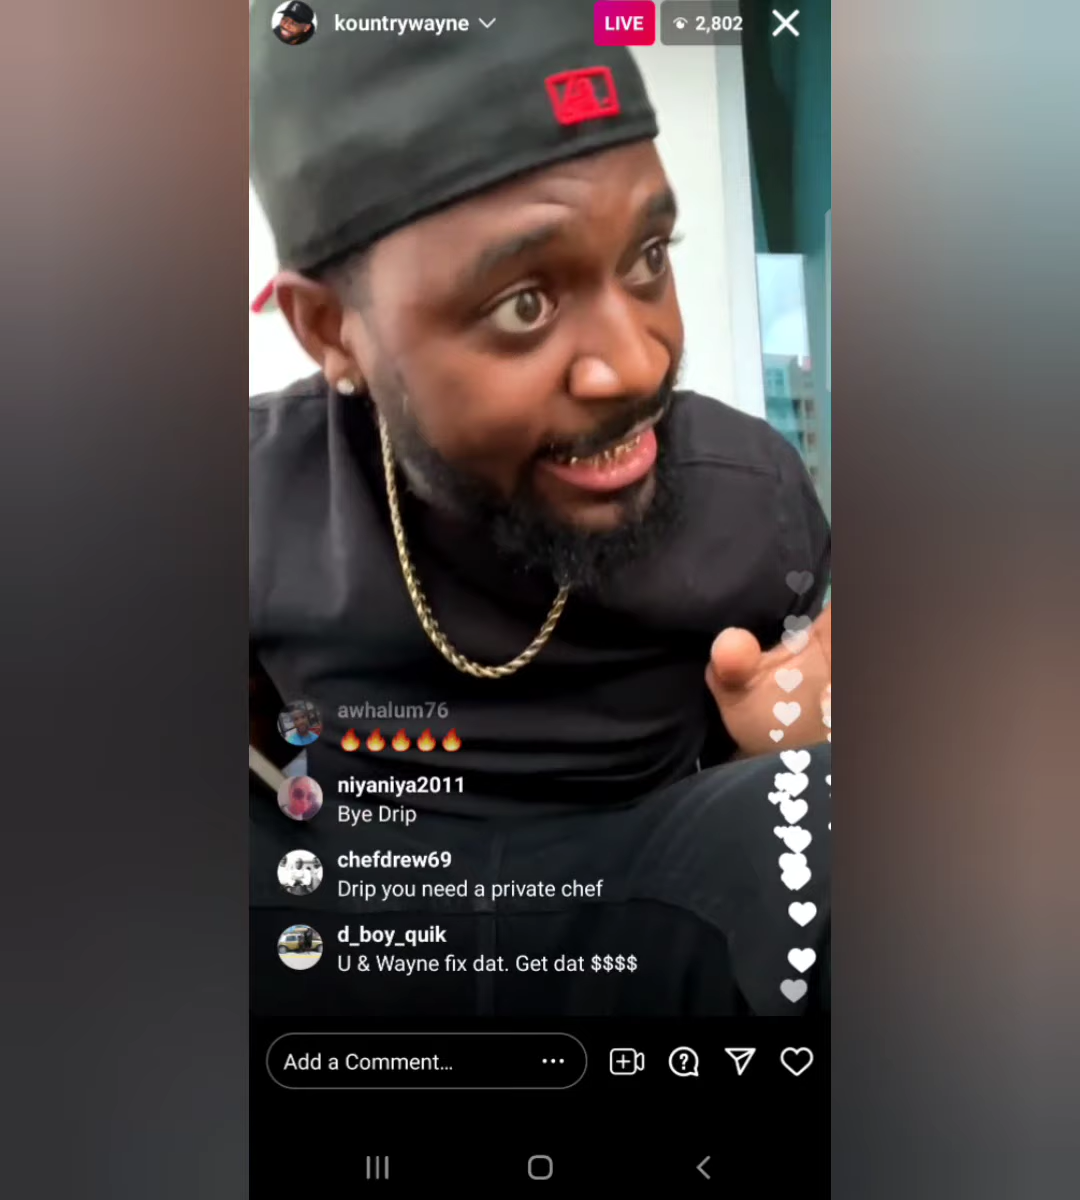 kountrywayne
LIVE
2,802
awhalum76
🔥🔥🔥🔥🔥
niyaniya2011
Bye Drip
chefdrew69
Drip you need a private chef
d_boy_quik
U & Wayne fix dat. Get dat $$$$
Add a Comment...